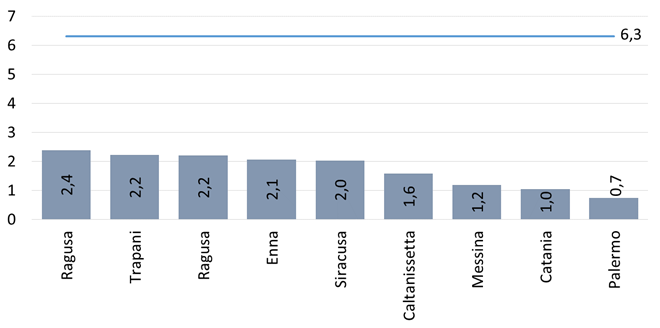 7
6
5
4
3
2
1
0
6,3
2,4
2,2
2,2
2,1
2,0
1,6
1,2
1,0
0,7
Ragusa
Trapani
Ragusa
Enna
Siracusa
Caltanissetta
Messina
Catania
Palermo